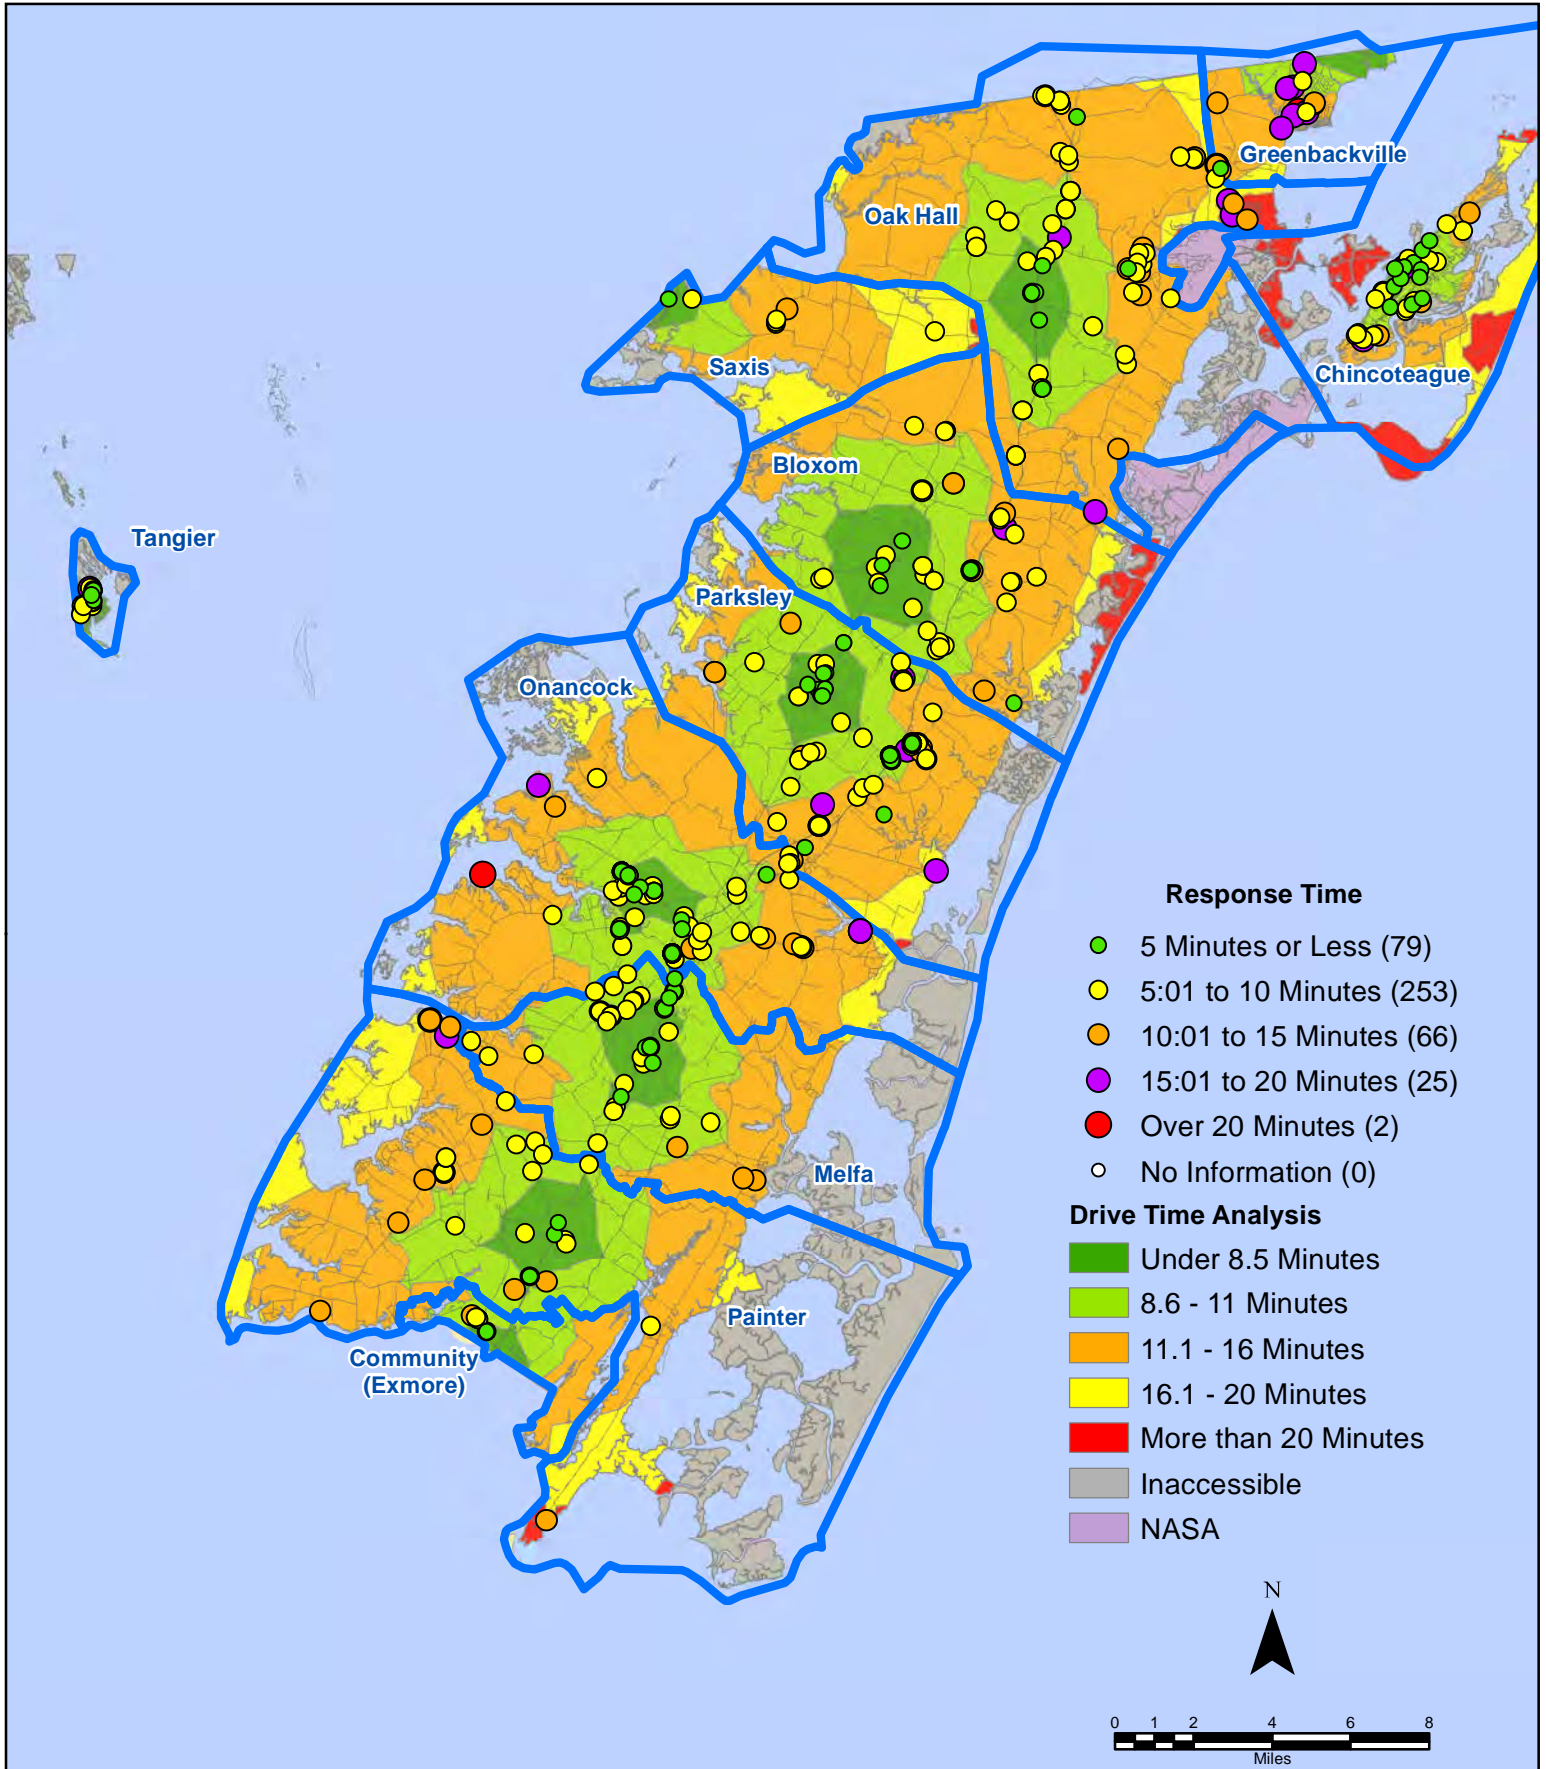 Greenbackville
Oak Hall
Saxis
Chincoteague
Bloxom
Tangier
Parksley
Onancock
Response Time
5 Minutes or Less (79)
5:01 to 10 Minutes (253)
10:01 to 15 Minutes (66)
15:01 to 20 Minutes (25)
Over 20 Minutes (2)
No Information (0)
Melfa
Drive Time Analysis
Under 8.5 Minutes
8.6 - 11 Minutes
11.1 - 16 Minutes
16.1 - 20 Minutes
More than 20 Minutes
Inaccessible
NASA
Painter
Community
(Exmore)
N
0 1 2 4 6 8
Miles